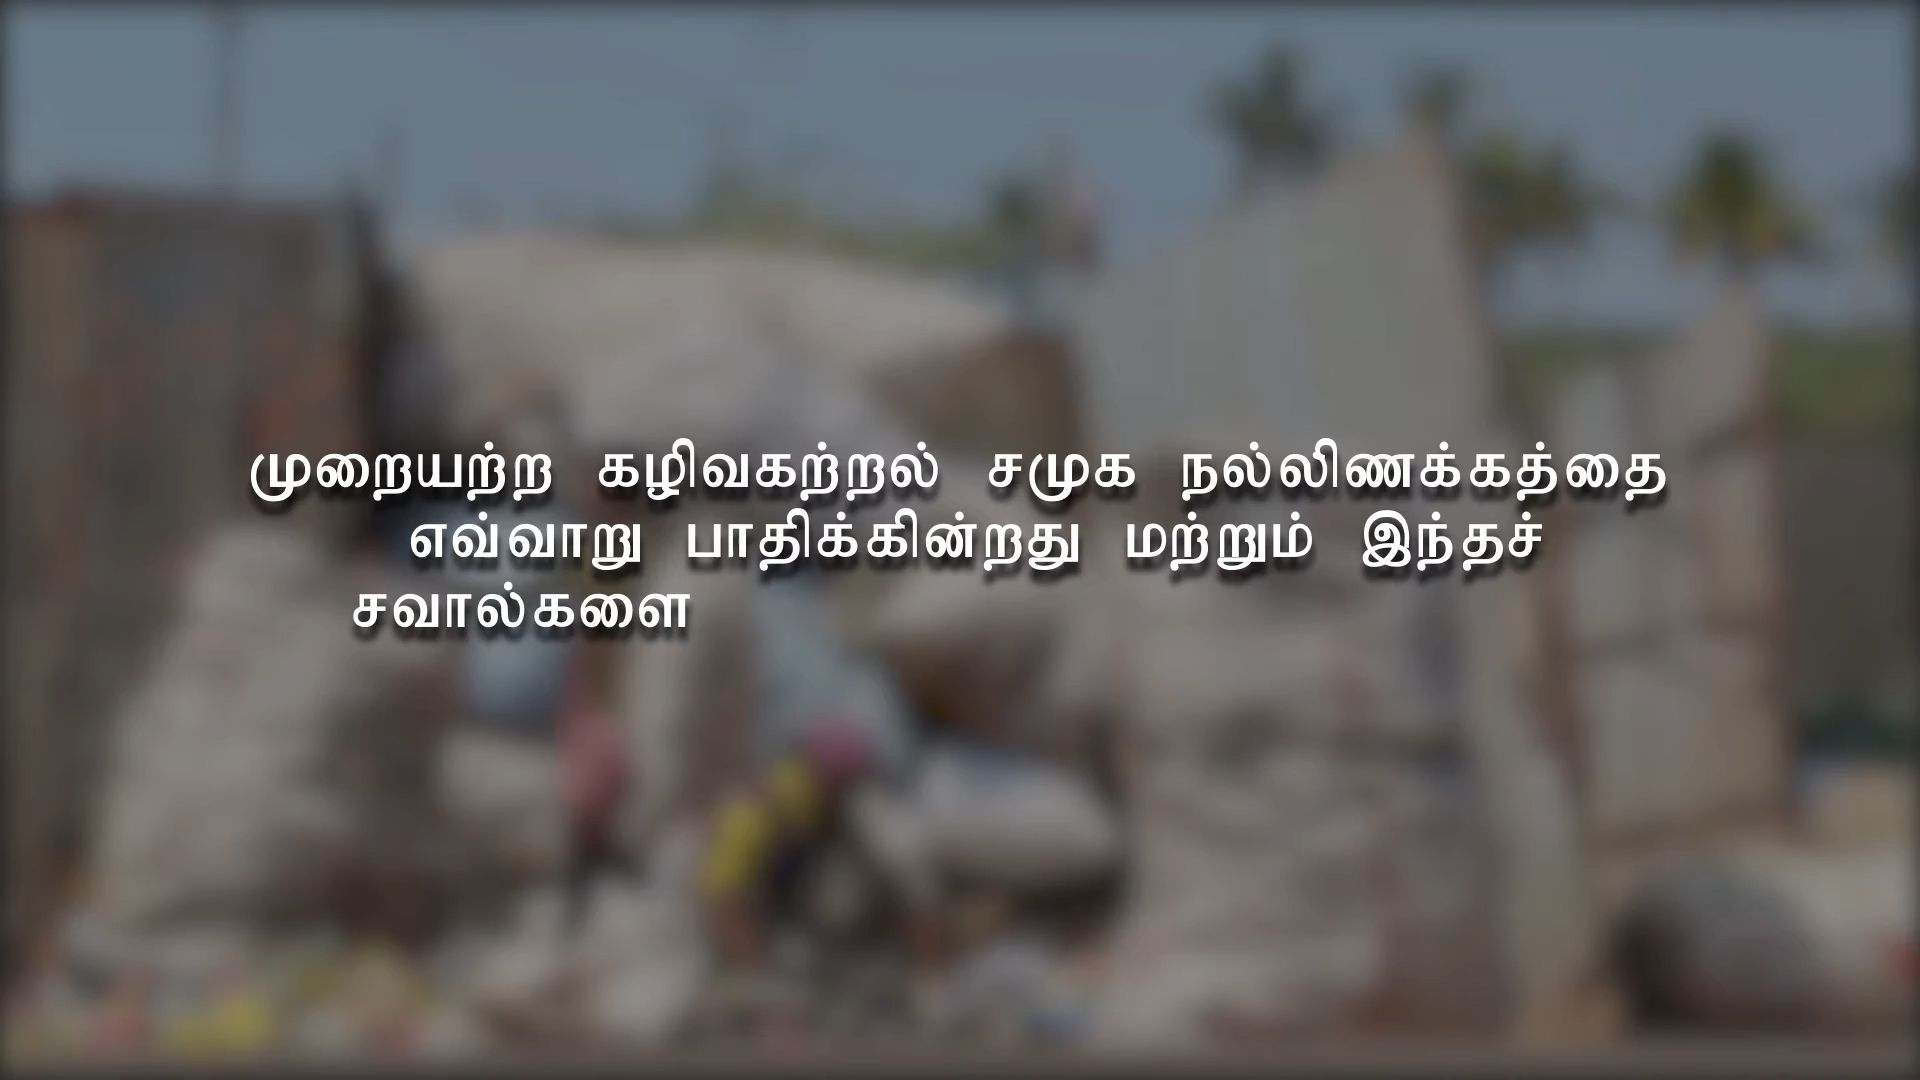 முறையற்ற கழிவகற்றல் சமுக நல்லிணக்கத்தை
எவ்வாறு பாதிக்கின்றது மற்றும் இந்தச்
சவால்களை